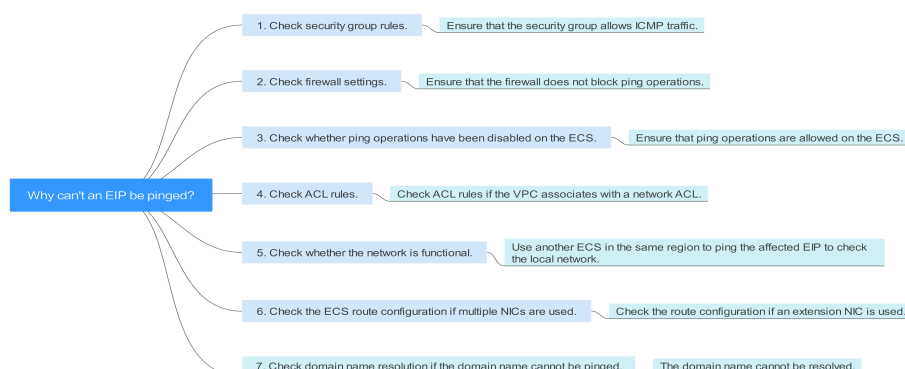 1. Check security group rules.
Ensure that the security group allows ICMP traffic.
2. Check firewall settings.
Ensure that the firewall does not block ping operations.
3. Check whether ping operations have been disabled on the ECS.
Ensure that ping operations are allowed on the ECS.
Why can't an EIP be pinged?
4. Check ACL rules.
Check ACL rules if the VPC associates with a network ACL.
5. Check whether the network is functional.
Use another ECS in the same region to ping the affected EIP to check
the local network.
6. Check the ECS route configuration if multiple NICs are used.
Check the route configuration if an extension NIC is used.
7. Check domain name resolution if the domain name cannot be pinged.
The domain name cannot be resolved.